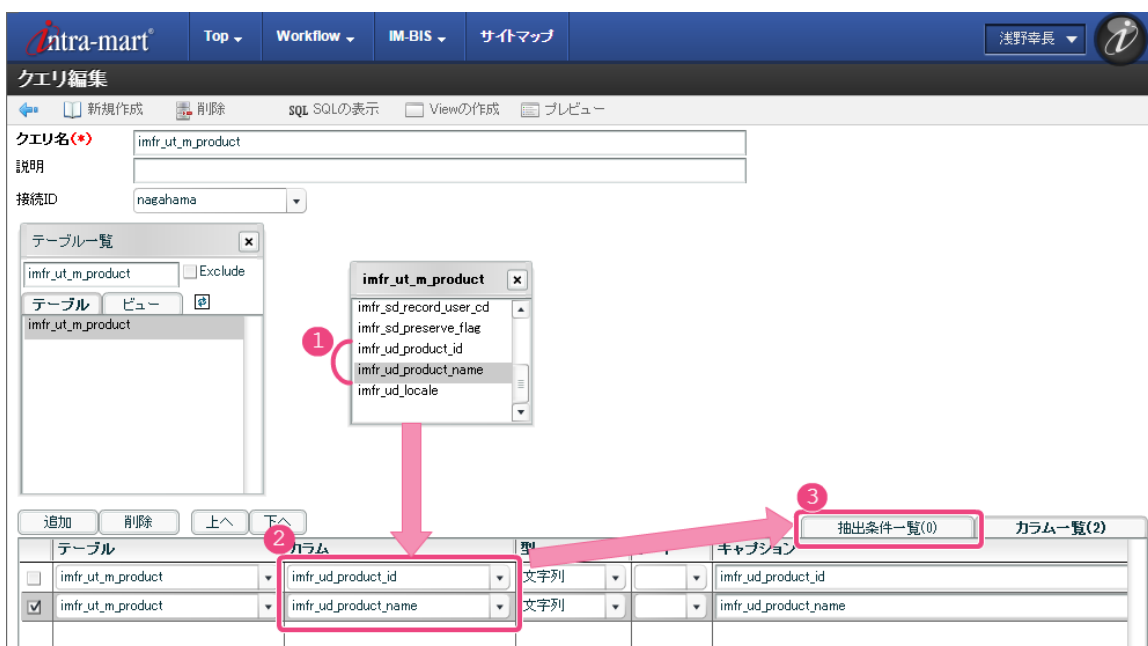 intra-mart Top Workflow IM-BIS サイトマップ 浅野幸長
クエリ編集
新規作成 削除 SQL SQLの表示 Viewの作成 プレビュー
クエリ名(*) imfr_ut_m_product
説明
接続ID nagahama
テーブル一覧
imfr_ut_m_product Exclude
テーブル ビュー
imfr_ut_m_product
imfr_ut_m_product
imfr_sd_record_user_cd
imfr_sd_preserve_flag
1
imfr_ud_product_id
imfr_ud_product_name
imfr_ud_locale
3
追加 削除 上へ 下へ 抽出条件一覧(0) カラム一覧(2)
2
テーブル カラム 型 キャプション
imfr_ut_m_product imfr_ud_product_id 文字列 imfr_ud_product_id
imfr_ut_m_product imfr_ud_product_name 文字列 imfr_ud_product_name